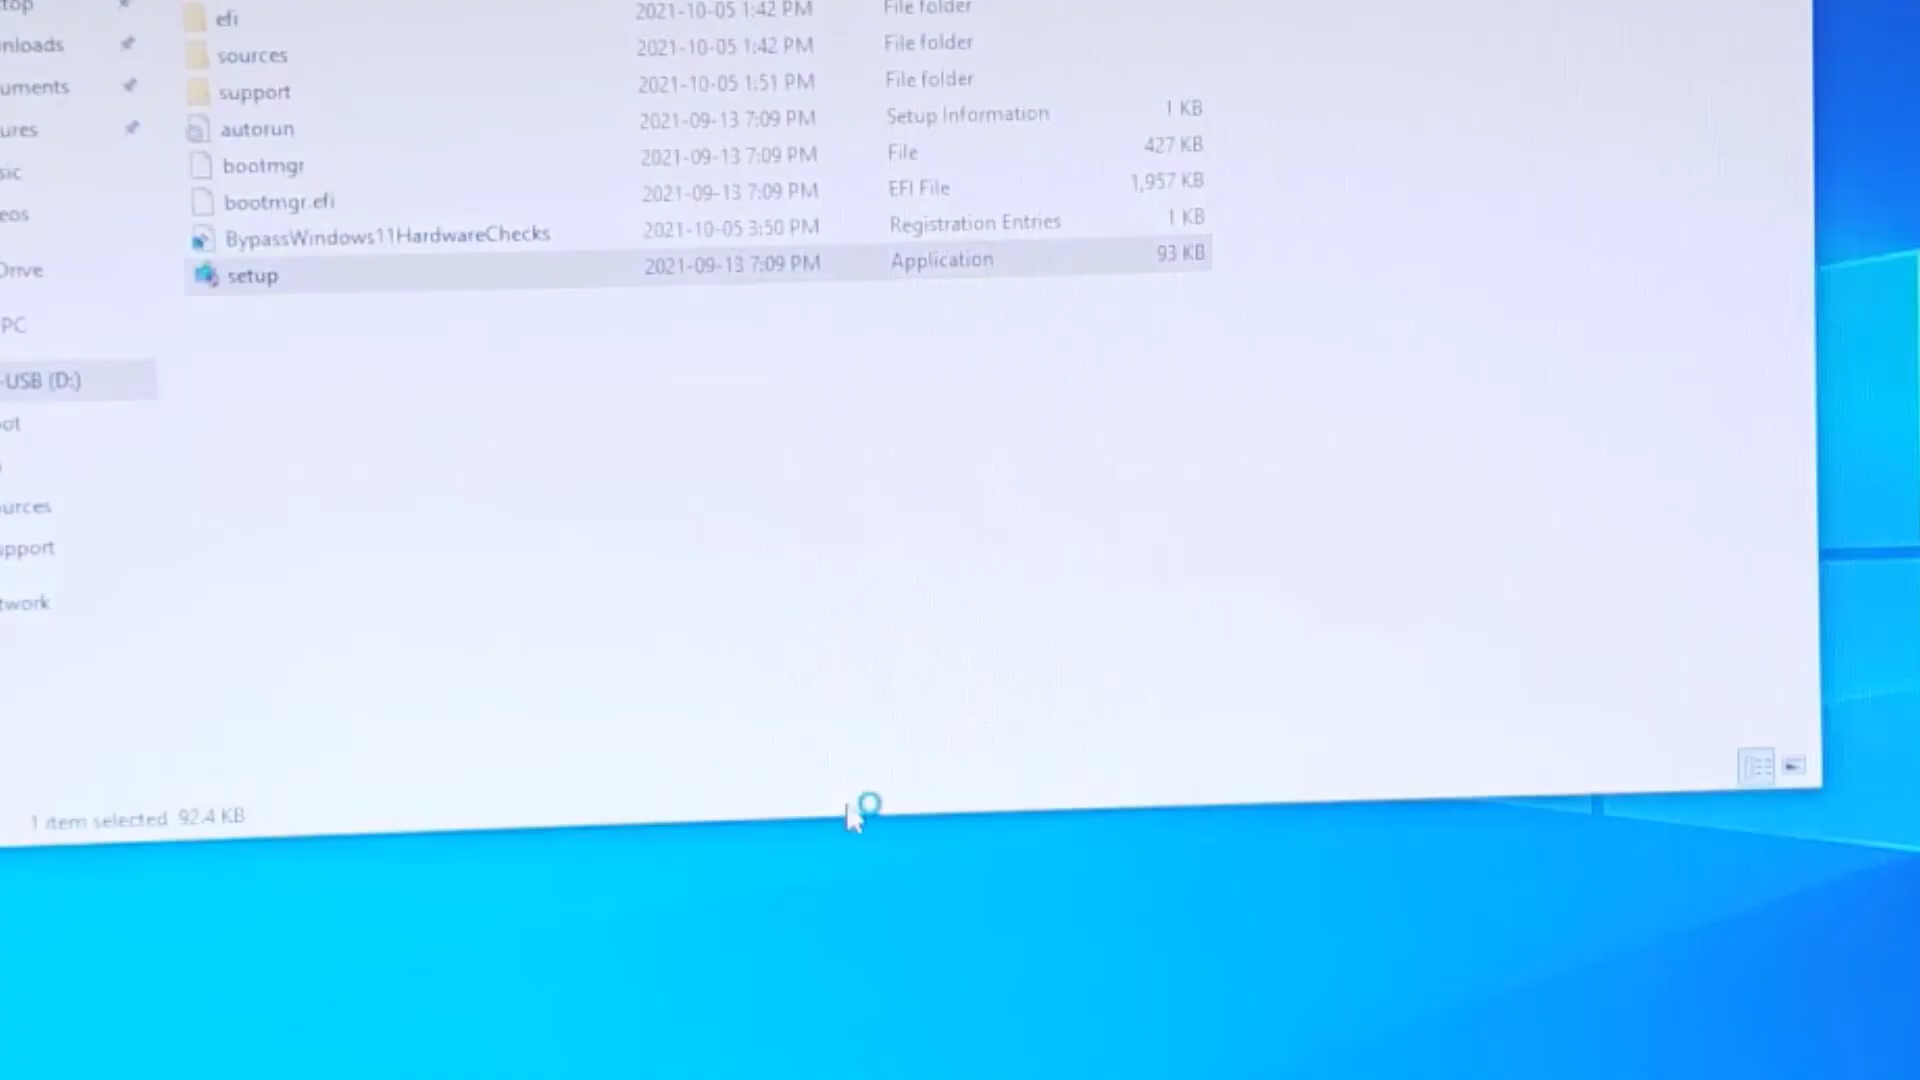 top
efi 2021-10-05 1:42 PM File folder
nloads sources 2021-10-05 1:42 PM File folder
uments support 2021-10-05 1:51 PM File folder
ures autorun 2021-09-13 7:09 PM Setup Information 1 KB
bootmgr 2021-09-13 7:09 PM File 427 KB
sic bootmgr.efi 2021-09-13 7:09 PM EFI File 1,957 KB
eos BypassWindows11HardwareChecks 2021-10-05 3:50 PM Registration Entries 1 KB
Drive setup 2021-09-13 7:09 PM Application 93 KB
PC
-USB (D:)
ot
urces
upport
twork
1 item selected 92.4 KB